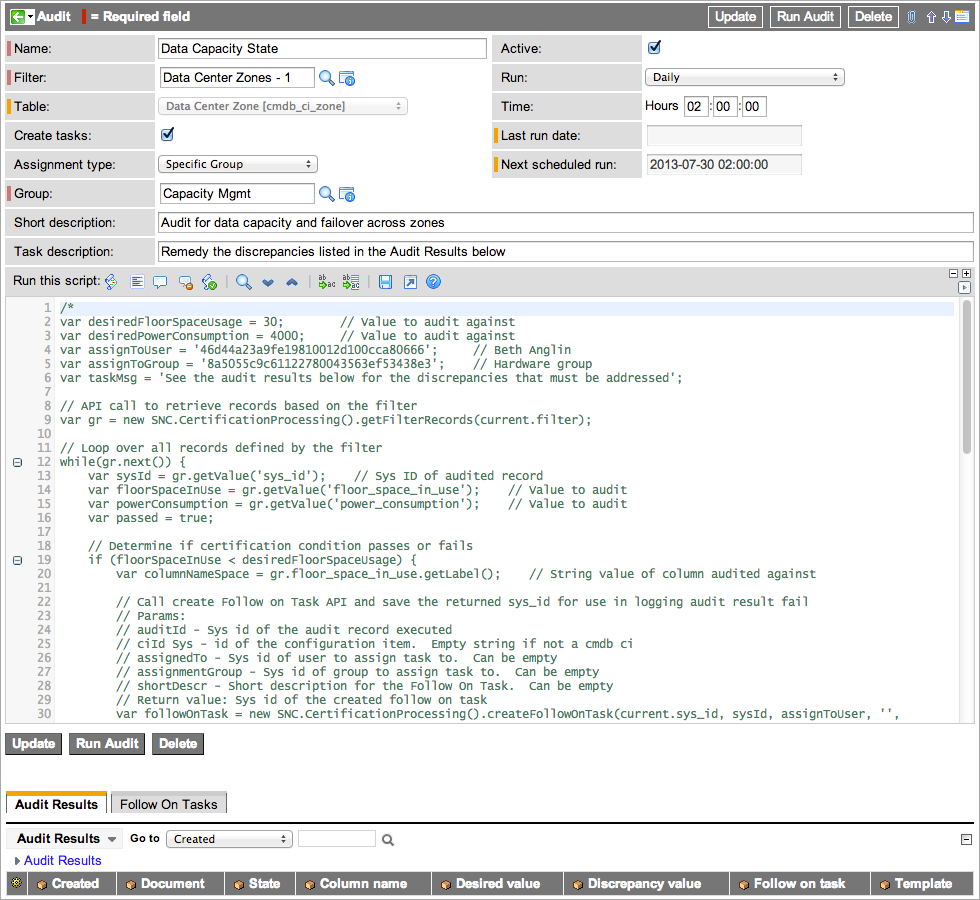 Audit = Required field Update Run Audit Delete
Name: Data Capacity State Active:
Filter: Data Center Zones - 1 Run: Daily
Table: Data Center Zone [cmdb_ci_zone] Time: Hours 02 : 00 : 00
Create tasks: Last run date:
Assignment type: Specific Group Next scheduled run: 2013-07-30 02:00:00
Group: Capacity Mgmt
Short description: Audit for data capacity and failover across zones
Task description: Remedy the discrepancies listed in the Audit Results below
Run this script:
1 /*
2 var desiredFloorSpaceUsage = 30; // Value to audit against
3 var desiredPowerConsumption = 4000; // Value to audit against
4 var assignToUser = '46d44a23a9fe19810012d100cca80666'; // Beth Anglin
5 var assignToGroup = '8a5055c9c61122780043563ef53438e3'; // Hardware group
6 var taskMsg = 'See the audit results below for the discrepancies that must be addressed';
7
8 // API call to retrieve records based on the filter
9 var gr = new SNC.CertificationProcessing().getFilterRecords(current.filter);
10
11 // Loop over all records defined by the filter
12 while(gr.next()) {
13 var sysId = gr.getValue('sys_id'); // Sys ID of audited record
14 var floorSpaceInUse = gr.getValue('floor_space_in_use'); // Value to audit
15 var powerConsumption = gr.getValue('power_consumption'); // Value to audit
16 var passed = true;
17
18 // Determine if certification condition passes or fails
19 if (floorSpaceInUse < desiredFloorSpaceUsage) {
20 var columnNameSpace = gr.floor_space_in_use.getLabel(); // String value of column audited against
21
22 // Call create Follow on Task API and save the returned sys_id for use in logging audit result fail
23 // Params:
24 // auditId - Sys id of the audit record executed
25 // ciId Sys - id of the configuration item. Empty string if not a cmdb ci
26 // assignedTo - Sys id of user to assign task to. Can be empty
27 // assignmentGroup - Sys id of group to assign task to. Can be empty
28 // shortDescr - Short description for the Follow On Task. Can be empty
29 // Return value: Sys id of the created follow on task
30 var followOnTask = new SNC.CertificationProcessing().createFollowOnTask(current.sys_id, sysId, assignToUser, '',
Update Run Audit Delete
Audit Results Follow On Tasks
Audit Results Go to Created
Audit Results
Created Document State Column name Desired value Discrepancy value Follow on task Template